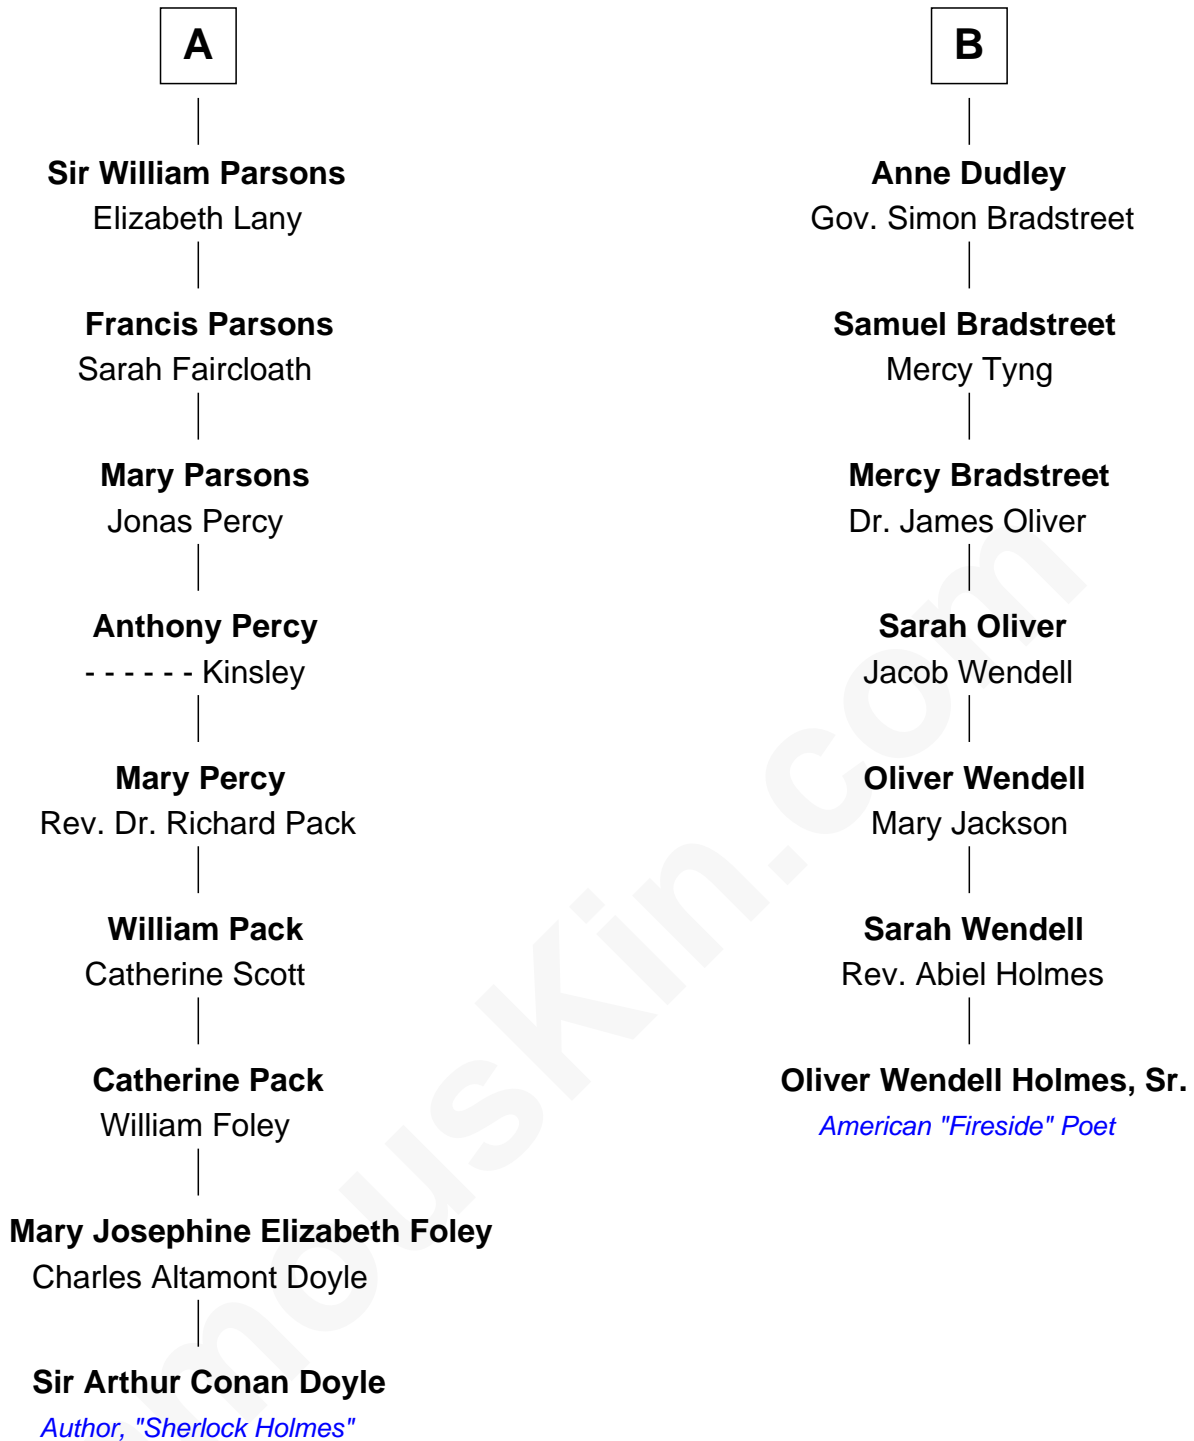 A
Sir William Parsons
Elizabeth Lany
Francis Parsons
Sarah Faircloath
Mary Parsons
Jonas Percy
Anthony Percy
- - - - - - Kinsley
Mary Percy
Rev. Dr. Richard Pack
William Pack
Catherine Scott
Catherine Pack
William Foley
Mary Josephine Elizabeth Foley
Charles Altamont Doyle
Sir Arthur Conan Doyle
Author, "Sherlock Holmes"
B
Anne Dudley
Gov. Simon Bradstreet
Samuel Bradstreet
Mercy Tyng
Mercy Bradstreet
Dr. James Oliver
Sarah Oliver
Jacob Wendell
Oliver Wendell
Mary Jackson
Sarah Wendell
Rev. Abiel Holmes
Oliver Wendell Holmes, Sr.
American "Fireside" Poet
mouskin.com